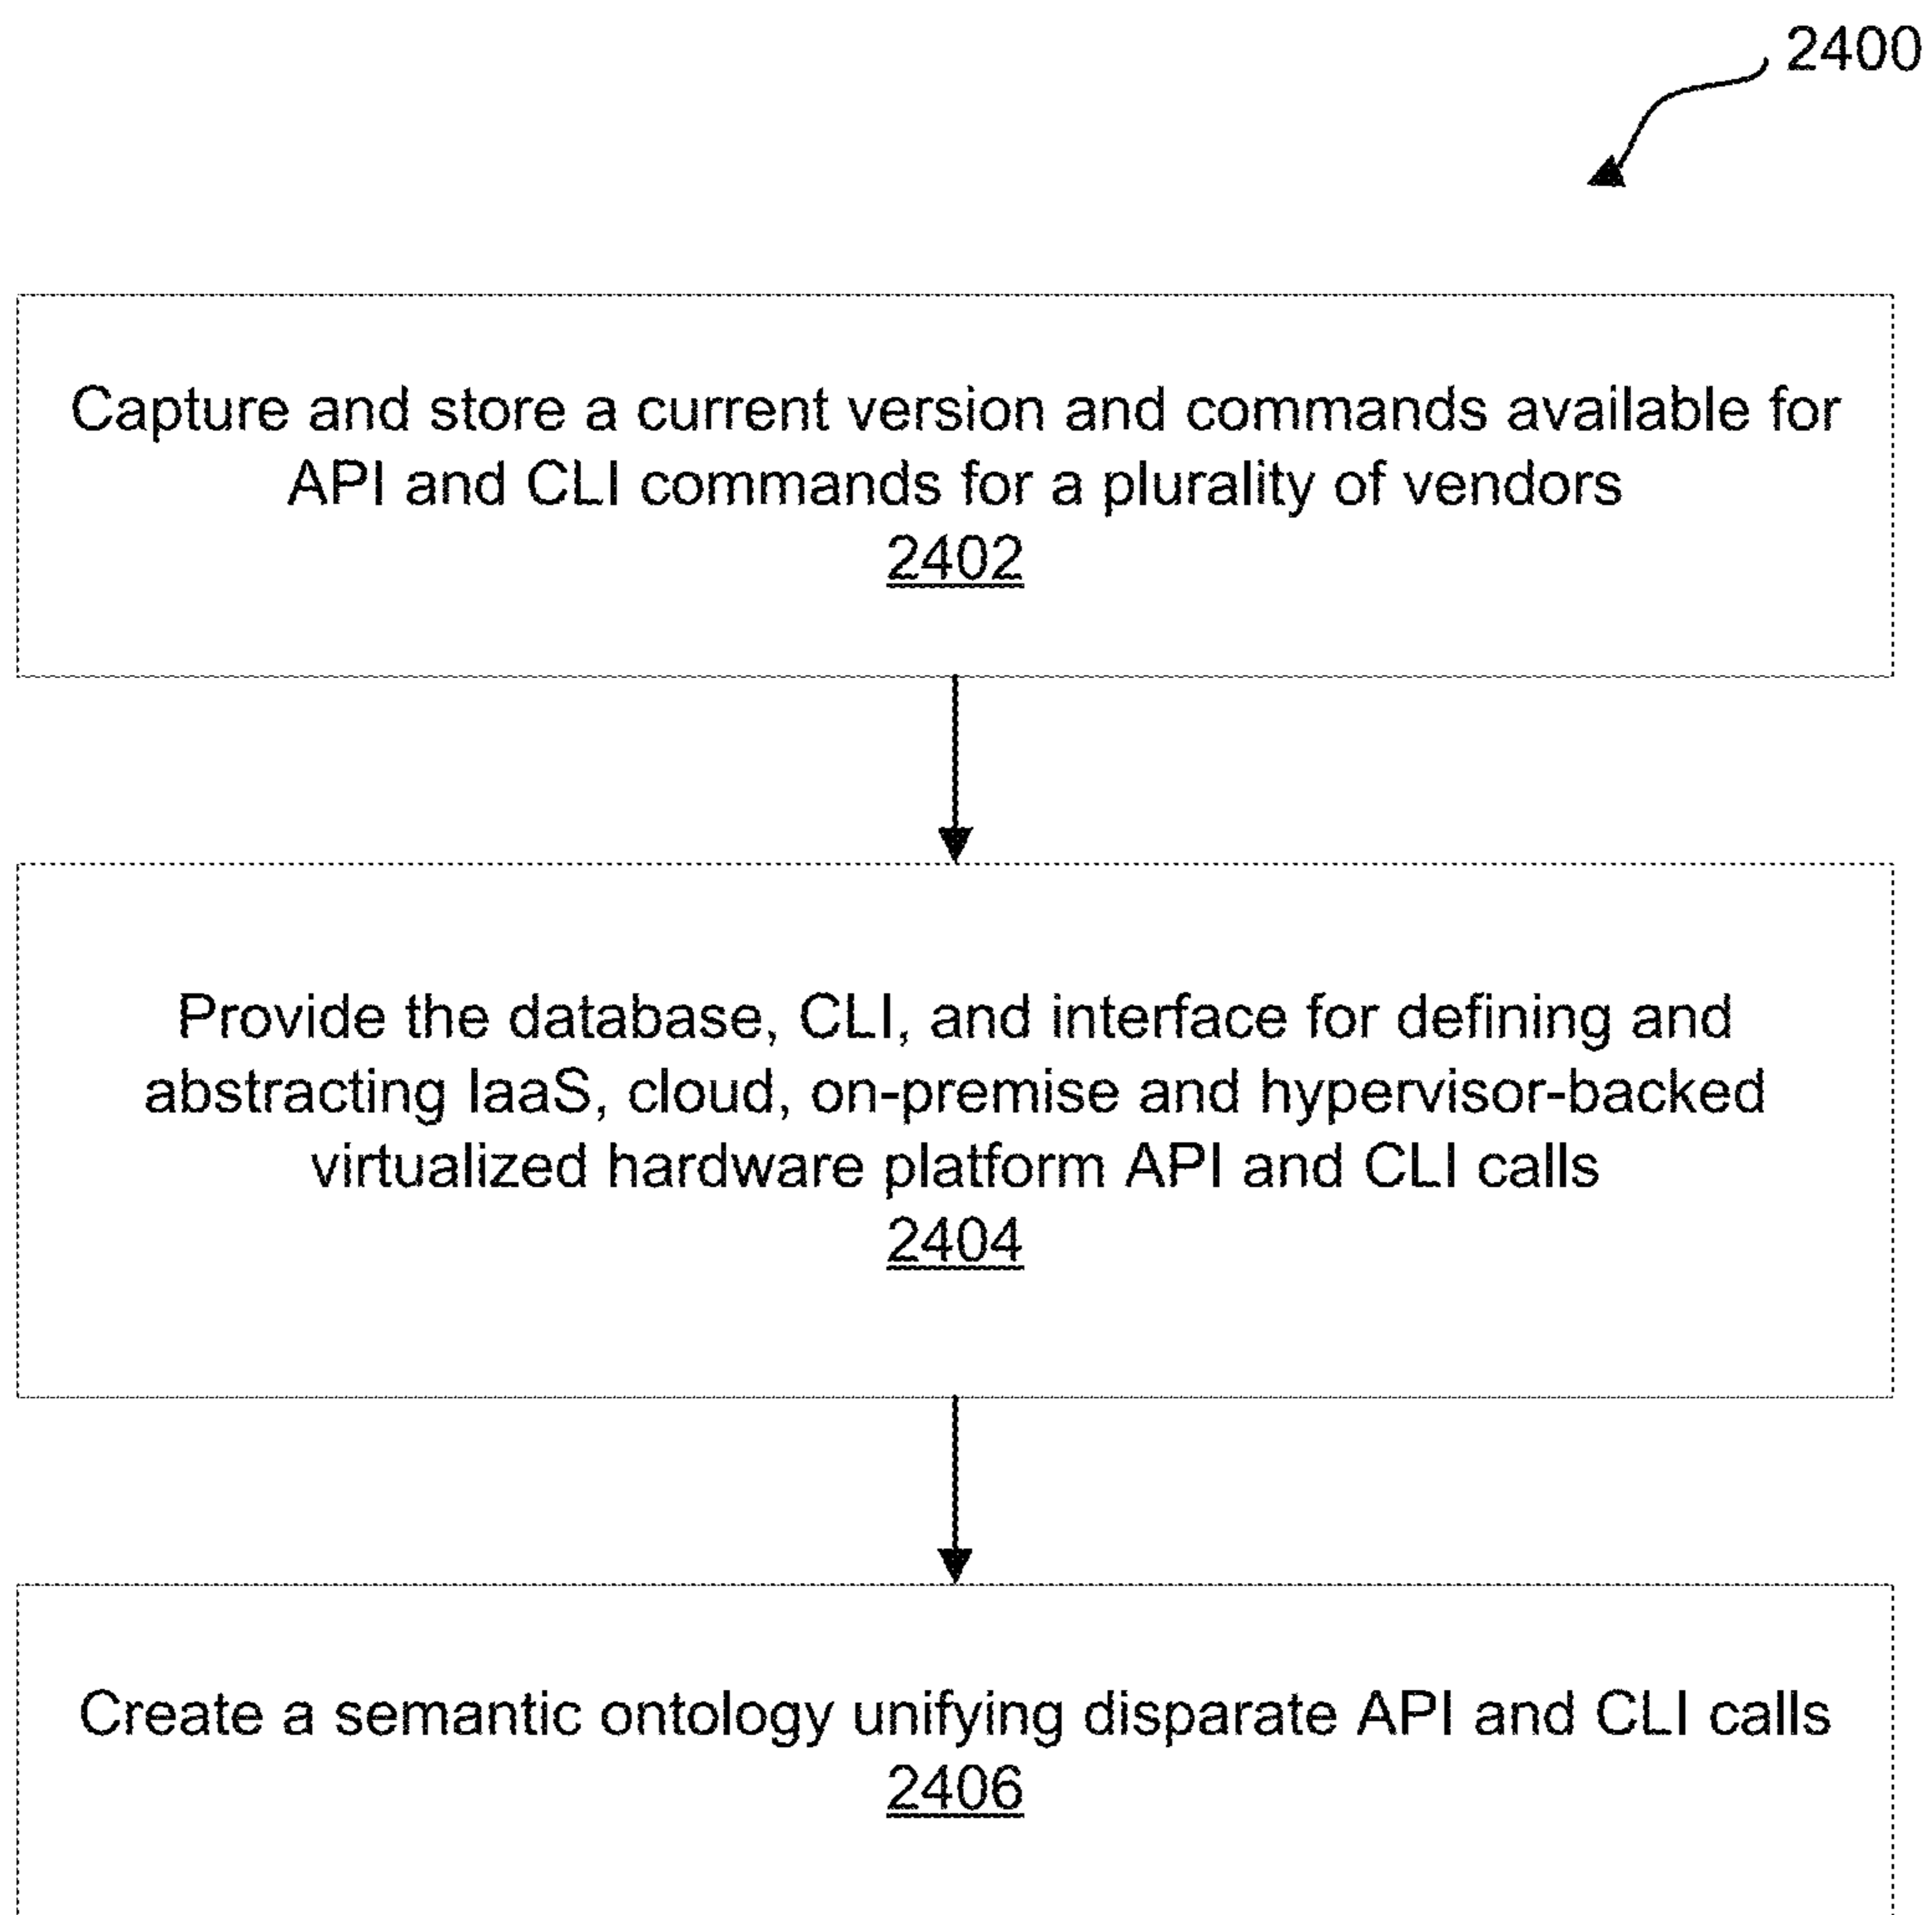 2400
Capture and store a current version and commands available for
API and CLI commands for a plurality of vendors
2402
Provide the database, CLI, and interface for defining and
abstracting IaaS, cloud, on-premise and hypervisor-backed
virtualized hardware platform API and CLI calls
2404
Create a semantic ontology unifying disparate API and CLI calls
2406